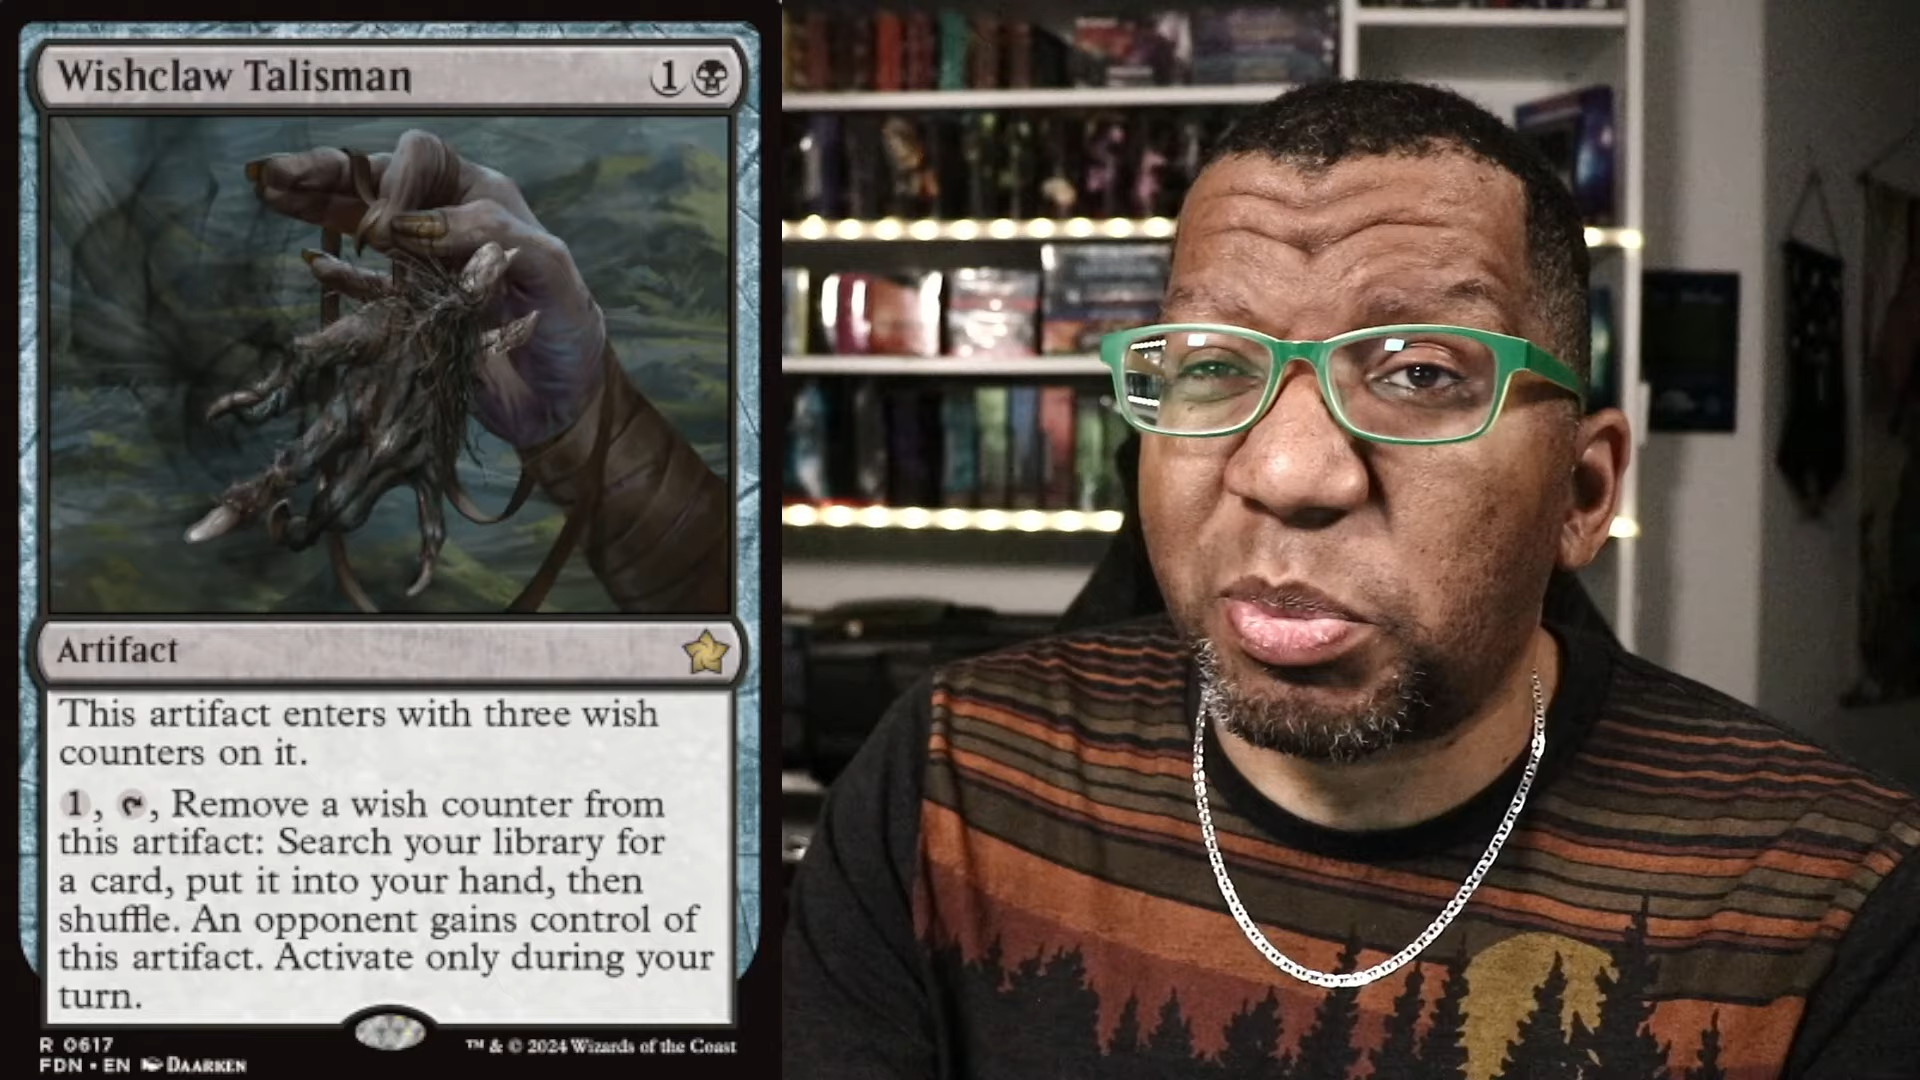 Wishclaw Talisman 1
Artifact
This artifact enters with three wish
counters on it.
1, , Remove a wish counter from
this artifact: Search your library for
a card, put it into your hand, then
shuffle. An opponent gains control of
this artifact. Activate only during your
turn.
R 0617
FDN • EN DAARKEN
™ & © 2024 Wizards of the Coast